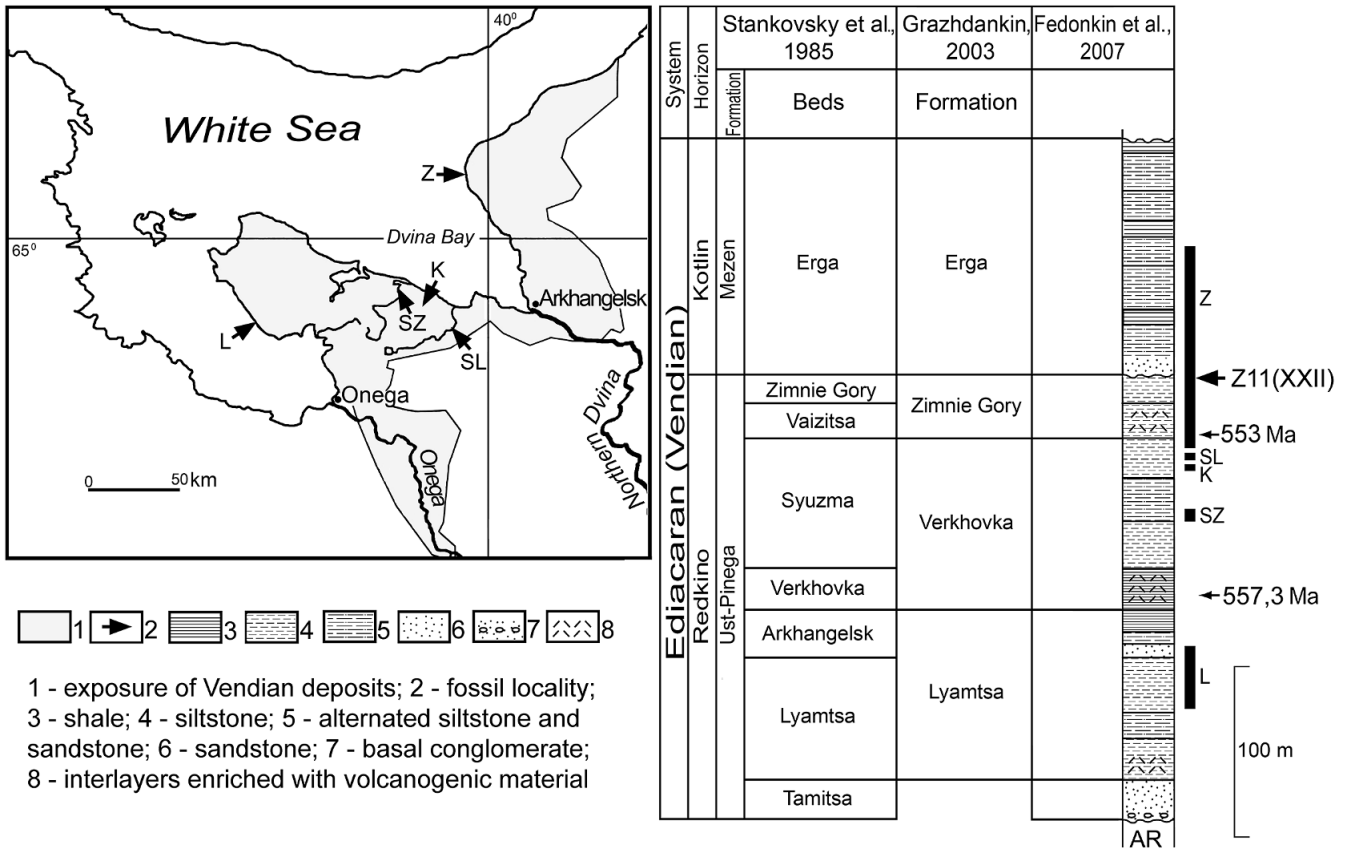 40⁰
White Sea
Z
65⁰
Dvina Bay
K
Arkhangelsk
SZ
L
SL
Onega
Onega
Northern Dvina
0 50 km
1 2 3 4 5 6 7 8
1 - exposure of Vendian deposits; 2 - fossil locality;
3 - shale; 4 - siltstone; 5 - alternated siltstone and
sandstone; 6 - sandstone; 7 - basal conglomerate;
8 - interlayers enriched with volcanogenic material
System
Horizon
Formation
Stankovsky et al.,
1985
Grazhdankin,
2003
Fedonkin et al.,
2007
Beds
Formation
Ediacaran (Vendian)
Kotlin
Mezen
Erga
Erga
Redkino
Ust-Pinega
Zimnie Gory
Vaizitsa
Zimnie Gory
Syuzma
Verkhovka
Verkhovka
Arkhangelsk
Lyamtsa
Lyamtsa
Tamitsa
AR
Z
Z11(XXII)
553 Ma
SL
K
SZ
557,3 Ma
L
100 m